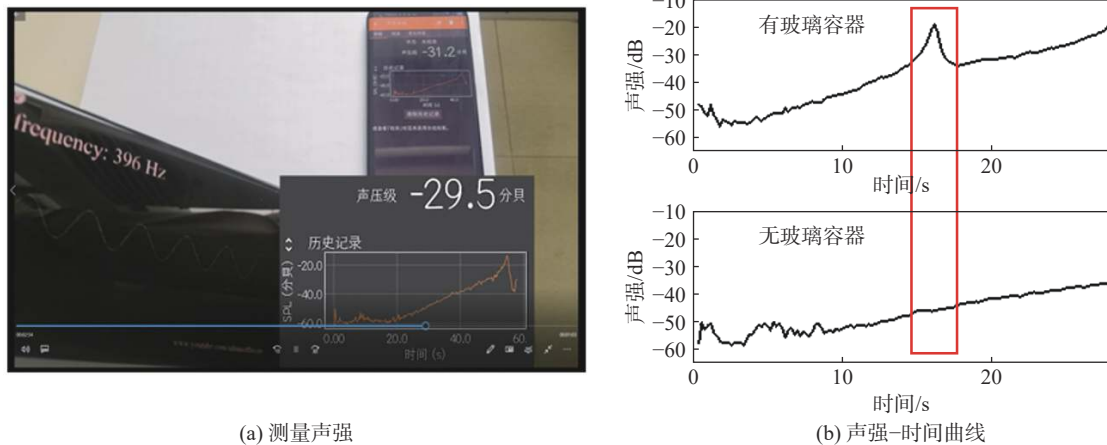 frequency: 396 Hz
-31.2
声压级 -29.5 分贝
历史记录
SPL (分贝)
-20.0
-40.0
-60.0
0.00 20.0 40.0 60
时间 (s)
(a) 测量声强
有玻璃容器
声强/dB
-10
-20
-30
-40
-50
-60
0 10 20
时间/s
无玻璃容器
声强/dB
-10
-20
-30
-40
-50
-60
0 10 20
时间/s
(b) 声强-时间曲线